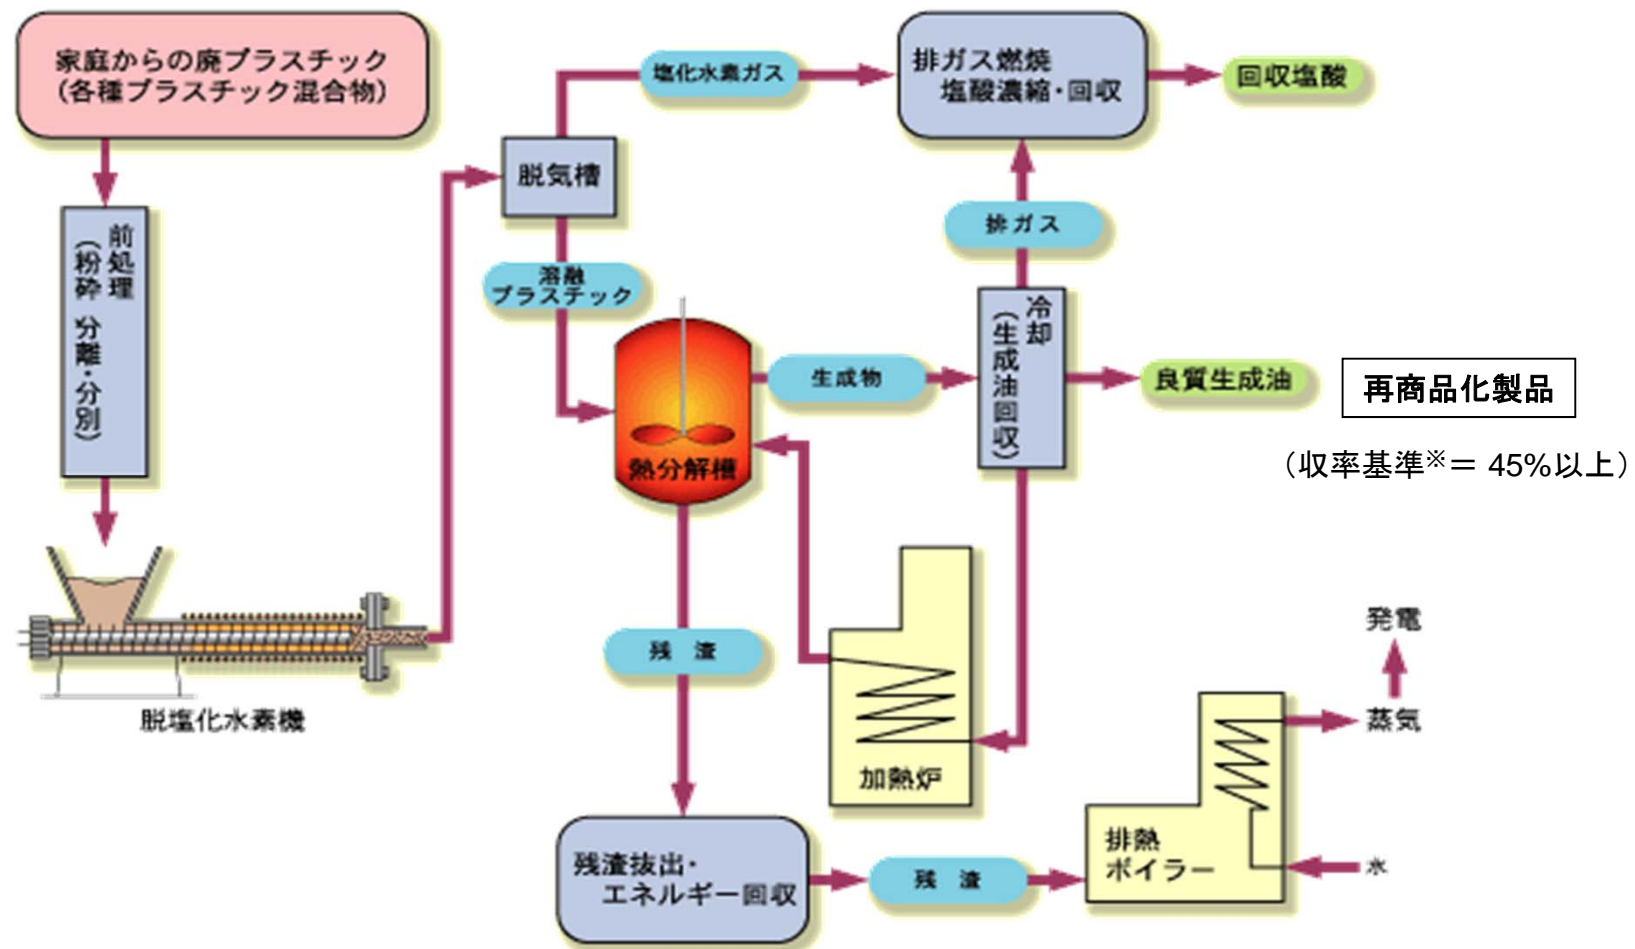 家庭からの廃プラスチック
（各種プラスチック混合物）
前処理
（粉砕 分離・分別）
脱塩化水素機
脱気槽
塩化水素ガス
排ガス燃焼
塩酸濃縮・回収
回収塩酸
溶融
プラスチック
熱分解槽
生成物
排ガス
冷却
（生成油回収）
良質生成油
再商品化製品
（収率基準※＝ 45%以上）
残 渣
加熱炉
残渣抜出・
エネルギー回収
残 渣
排熱
ボイラー
発電
蒸気
水